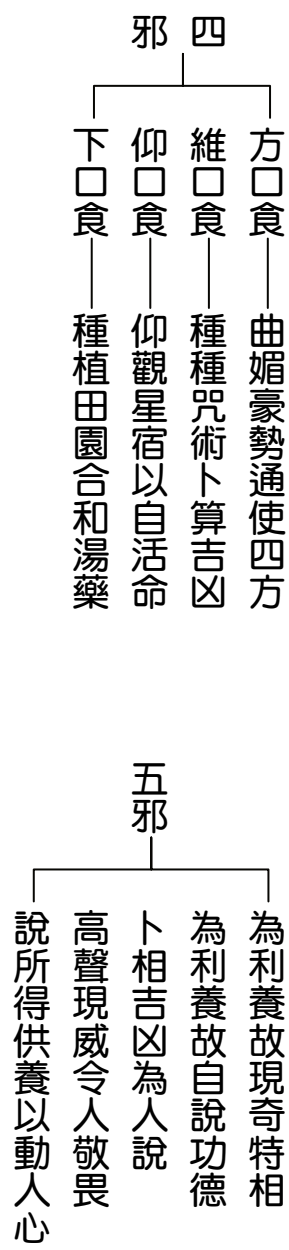 四邪
方口食
曲媚豪勢通使四方
維口食
種種咒術卜算吉凶
仰口食
仰觀星宿以自活命
下口食
種植田園合和湯藥
五邪
為利養故現奇特相
為利養故自說功德
卜相吉凶為人說
高聲現威令人敬畏
說所得供養以動人心